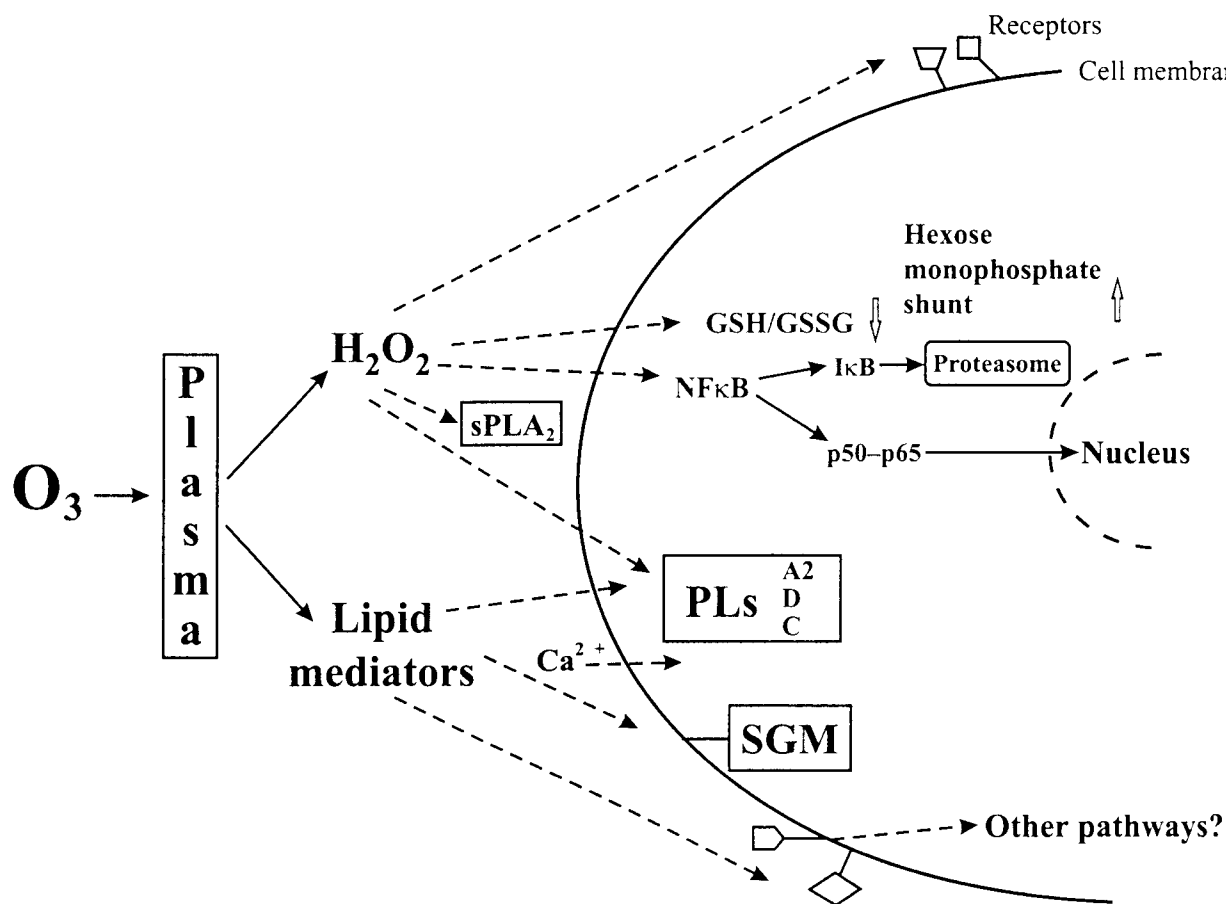 Receptors
Cell membran
Hexose
monophosphate
shunt
GSH/GSSG
H₂O₂
IκB
Proteasome
NFκB
sPLA₂
p50–p65
Nucleus
O₃
Plasma
PLs
A2
D
C
Lipid
mediators
Ca²⁺
SGM
Other pathways?